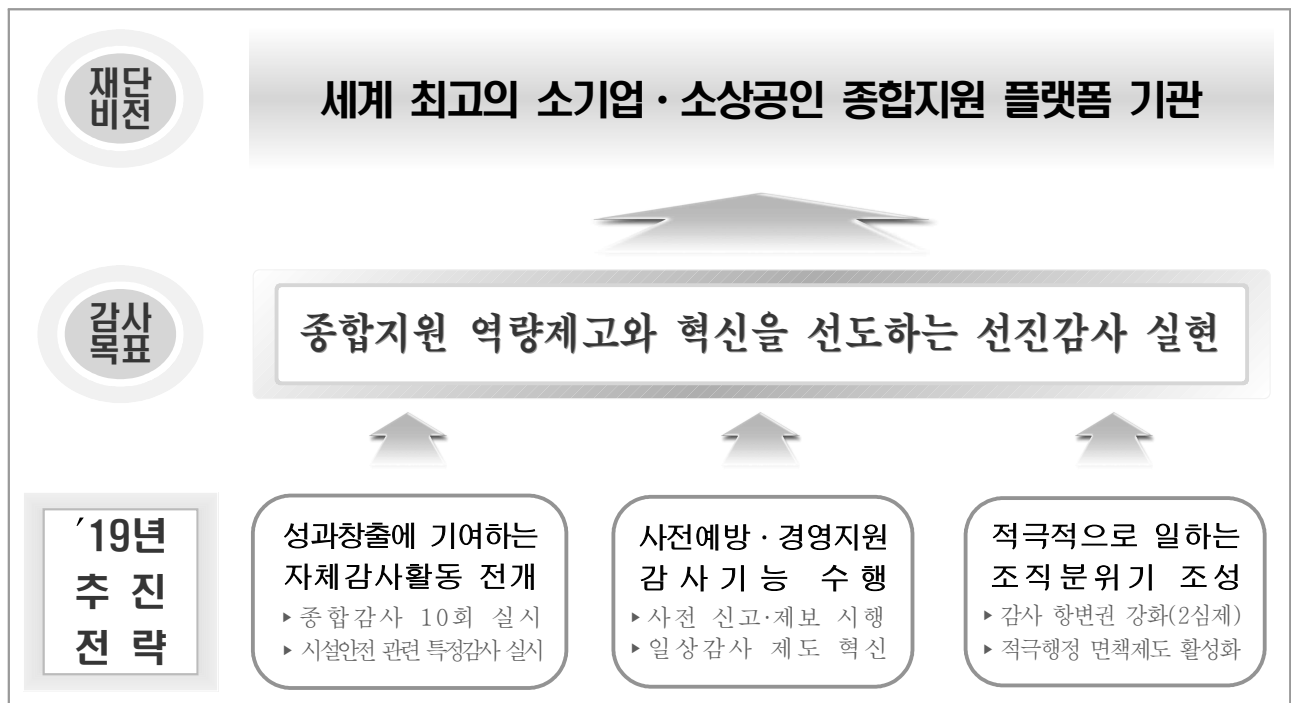 재단
비전
세계 최고의 소기업·소상공인 종합지원 플랫폼 기관
감사
목표
종합지원 역량제고와 혁신을 선도하는 선진감사 실현
´19년
추 진
전 략
성과창출에 기여하는
자체감사활동 전개
▸종합감사 10회 실시
▸시설안전 관련 특정감사 실시
사전예방·경영지원
감사기능 수행
▸사전 신고·제보 시행
▸일상감사 제도 혁신
적극적으로 일하는
조직분위기 조성
▸감사 항변권 강화(2심제)
▸적극행정 면책제도 활성화